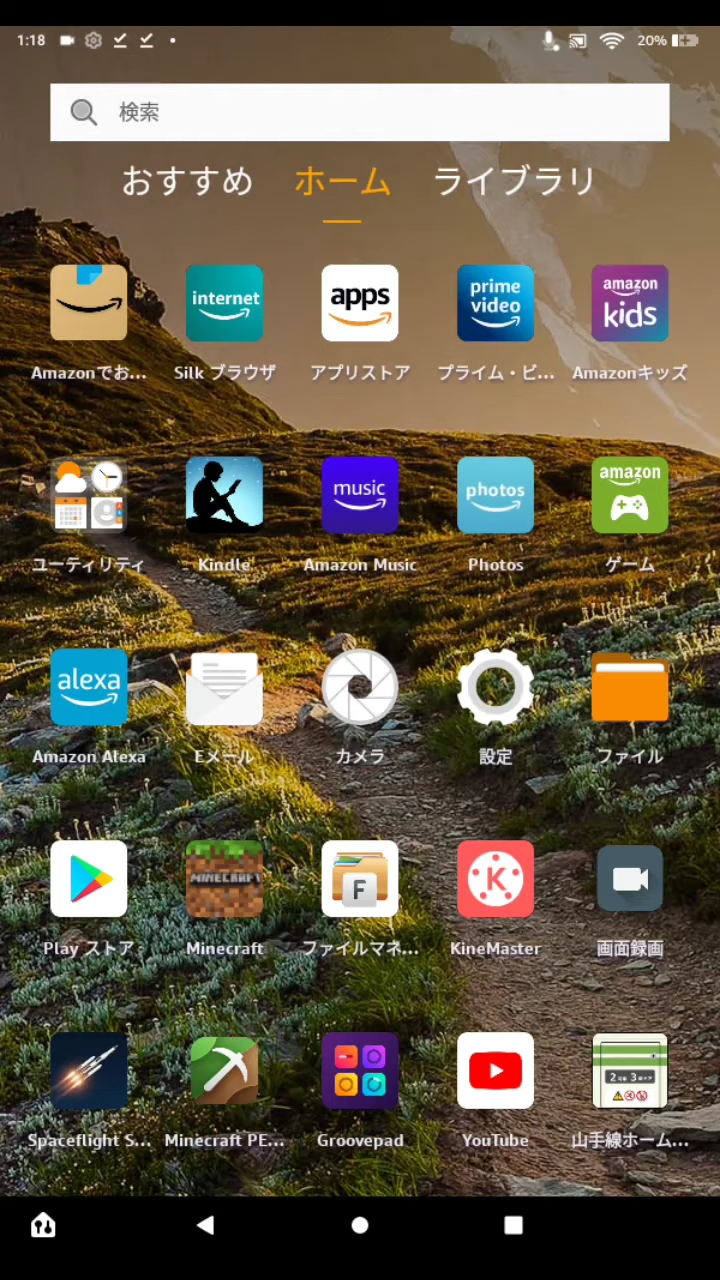 1:18
20%
検索
おすすめ ホーム ライブラリ
internet
apps
prime video
amazon kids
Amazonでお...
Silk ブラウザ
アプリストア
プライム・ビ...
Amazonキッズ
music
photos
amazon
ユーティリティ
Kindle
Amazon Music
Photos
ゲーム
alexa
Amazon Alexa
Eメール
カメラ
設定
ファイル
MINECRAFT
F
K
Play ストア
Minecraft
ファイルマネ...
KineMaster
画面録画
Spaceflight S...
Minecraft PE...
Groovepad
YouTube
山手線ホーム...